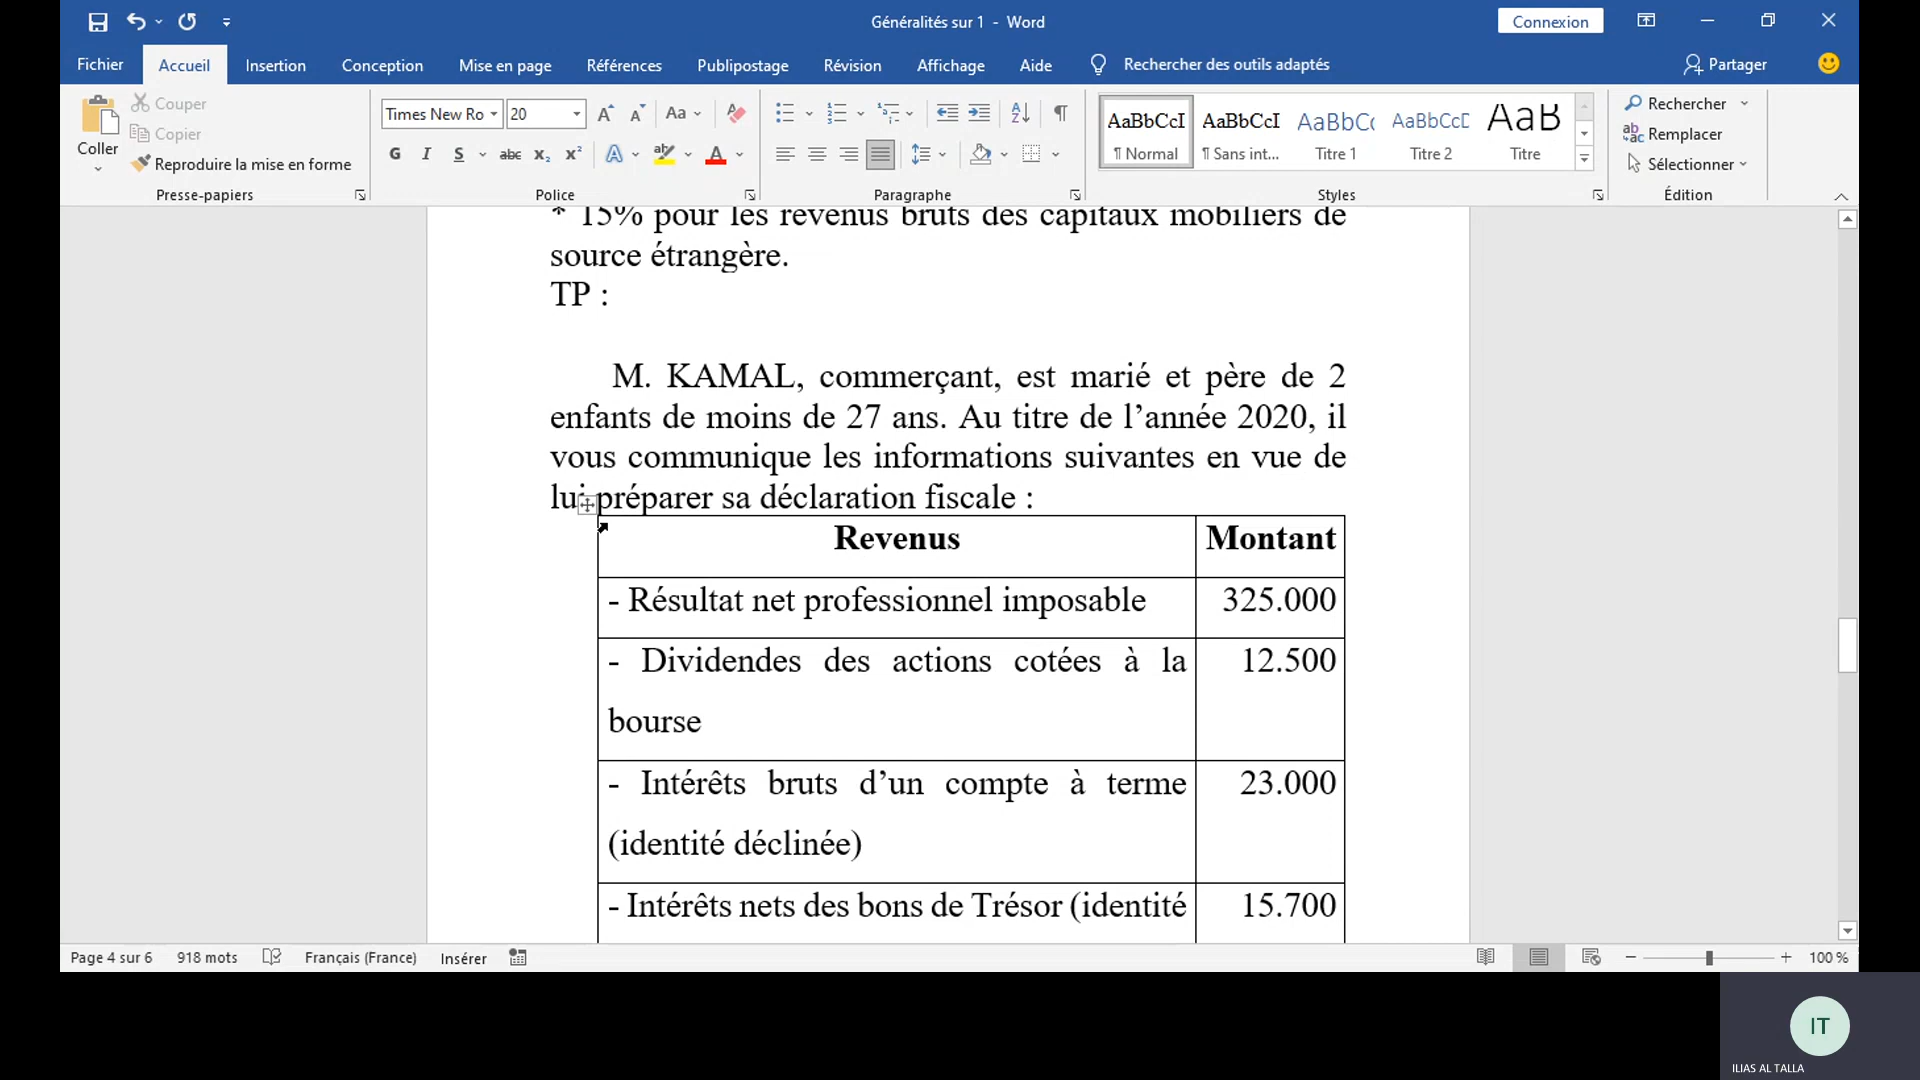 Généralités sur 1 - Word
Connexion
Fichier
Accueil
Insertion
Conception
Mise en page
Références
Publipostage
Révision
Affichage
Aide
Rechercher des outils adaptés
Partager
Coller
Couper
Copier
Reproduire la mise en forme
Presse-papiers
Times New Ro
20
Aa
G I S abc x₂ x²
A
A
Police
Paragraphe
AaBbCcI
¶ Normal
AaBbCcI
¶ Sans int...
AaBbCc
Titre 1
AaBbCcD
Titre 2
AaB
Titre
Styles
Rechercher
Remplacer
Sélectionner
Édition
* 15% pour les revenus bruts des capitaux mobiliers de
source étrangère.
TP :
M. KAMAL, commerçant, est marié et père de 2
enfants de moins de 27 ans. Au titre de l’année 2020, il
vous communique les informations suivantes en vue de
lui préparer sa déclaration fiscale :
Revenus Montant
- Résultat net professionnel imposable 325.000
- Dividendes des actions cotées à la 12.500
bourse
- Intérêts bruts d’un compte à terme 23.000
(identité déclinée)
- Intérêts nets des bons de Trésor (identité 15.700
Page 4 sur 6
918 mots
Français (France)
Insérer
100 %
IT
ILIAS AL TALLA